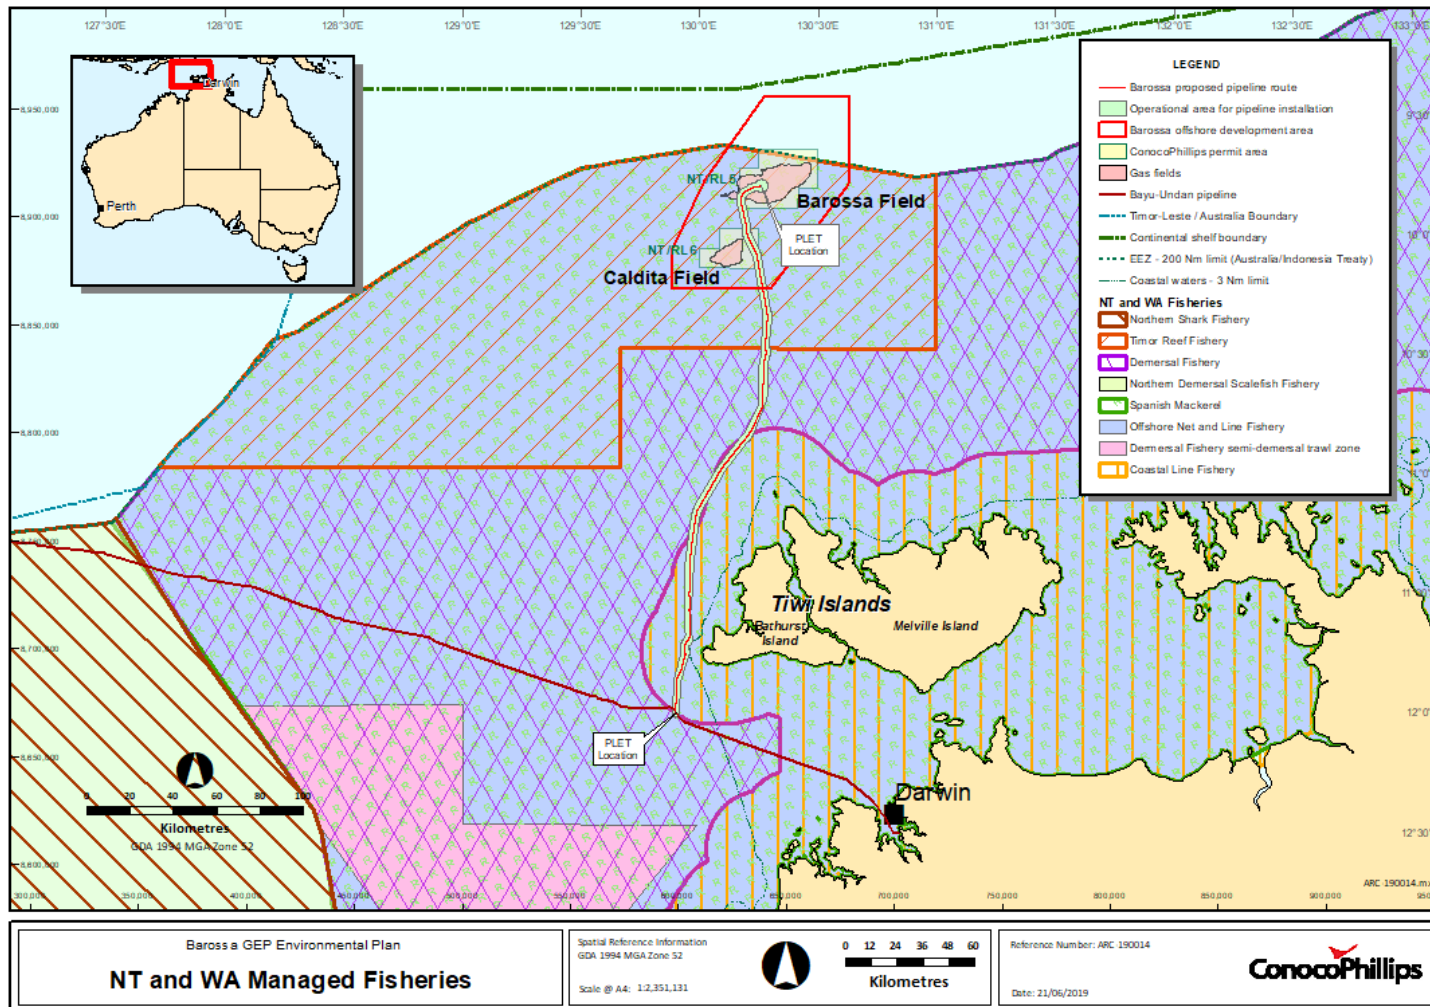 127°30'E
128°0'E
128°30'E
129°0'E
129°30'E
130°0'E
130°30'E
131°0'E
131°30'E
132°0'E
132°30'E
133°0'E
Darwin
Perth
8,950,000
8,900,000
8,850,000
8,800,000
8,700,000
8,650,000
8,600,000
NT/RL5
Barossa Field
PLET
Location
NT/RL6
Caldita Field
LEGEND
Barossa proposed pipeline route
Operational area for pipeline installation
Barossa offshore development area
ConocoPhillips permit area
Gas fields
Bayu-Undan pipeline
Timor-Leste / Australia Boundary
Continental shelf boundary
EEZ - 200 Nm limit (Australia/Indonesia Treaty)
Coastal waters - 3 Nm limit
NT and WA Fisheries
Northern Shark Fishery
Timor Reef Fishery
Demersal Fishery
Northern Demersal Scalefish Fishery
Spanish Mackerel
Offshore Net and Line Fishery
Dermersal Fishery semi-demersal trawl zone
Coastal Line Fishery
Tiwi Islands
Bathurst
Island
Melville Island
PLET
Location
Darwin
12°30'
0 20 40 60 80 100
Kilometres
GDA 1994 MGA Zone 52
300,000
350,000
400,000
450,000
500,000
550,000
600,000
650,000
700,000
750,000
800,000
850,000
900,000
ARC-190014.m
Barossa GEP Environmental Plan
NT and WA Managed Fisheries
Spatial Reference Information
GDA 1994 MGA Zone 52
Scale @ A4: 1:2,351,131
0 12 24 36 48 60
Kilometres
Reference Number: ARC-190014
Date: 21/06/2019
ConocoPhillips